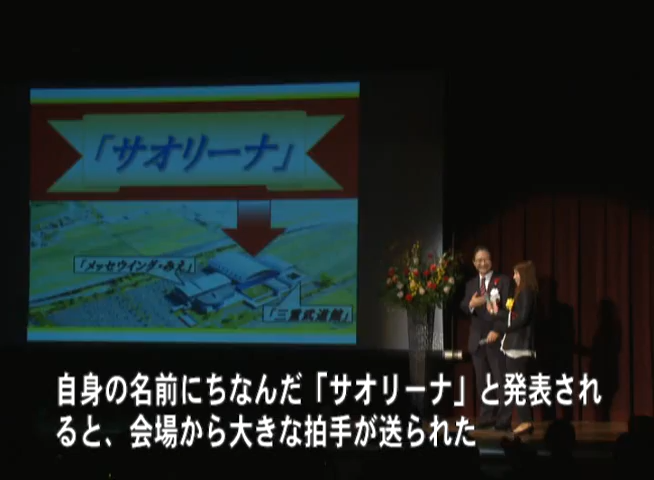 「サオリーナ」
「メッセウイング・みえ」
「三重武道館」
自身の名前にちなんだ「サオリーナ」と発表され
ると、会場から大きな拍手が送られた